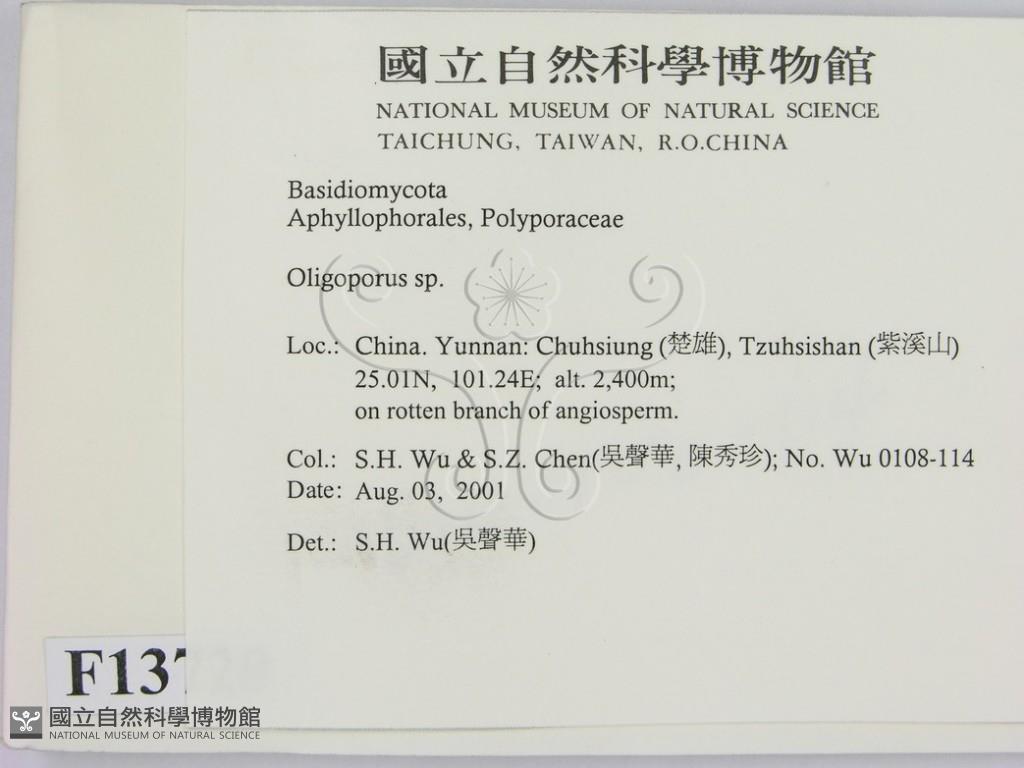 國立自然科學博物館
NATIONAL MUSEUM OF NATURAL SCIENCE
TAICHUNG, TAIWAN, R.O.CHINA
Basidiomycota
Aphyllophorales, Polyporaceae
Oligoporus sp.
Loc.: China. Yunnan: Chuhsiung (楚雄), Tzuhsishan (紫溪山)
25.01N, 101.24E; alt. 2,400m;
on rotten branch of angiosperm.
Col.: S.H. Wu & S.Z. Chen(吳聲華, 陳秀珍); No. Wu 0108-114
Date: Aug. 03, 2001
Det.: S.H. Wu(吳聲華)
國立自然科學博物館
NATIONAL MUSEUM OF NATURAL SCIENCE